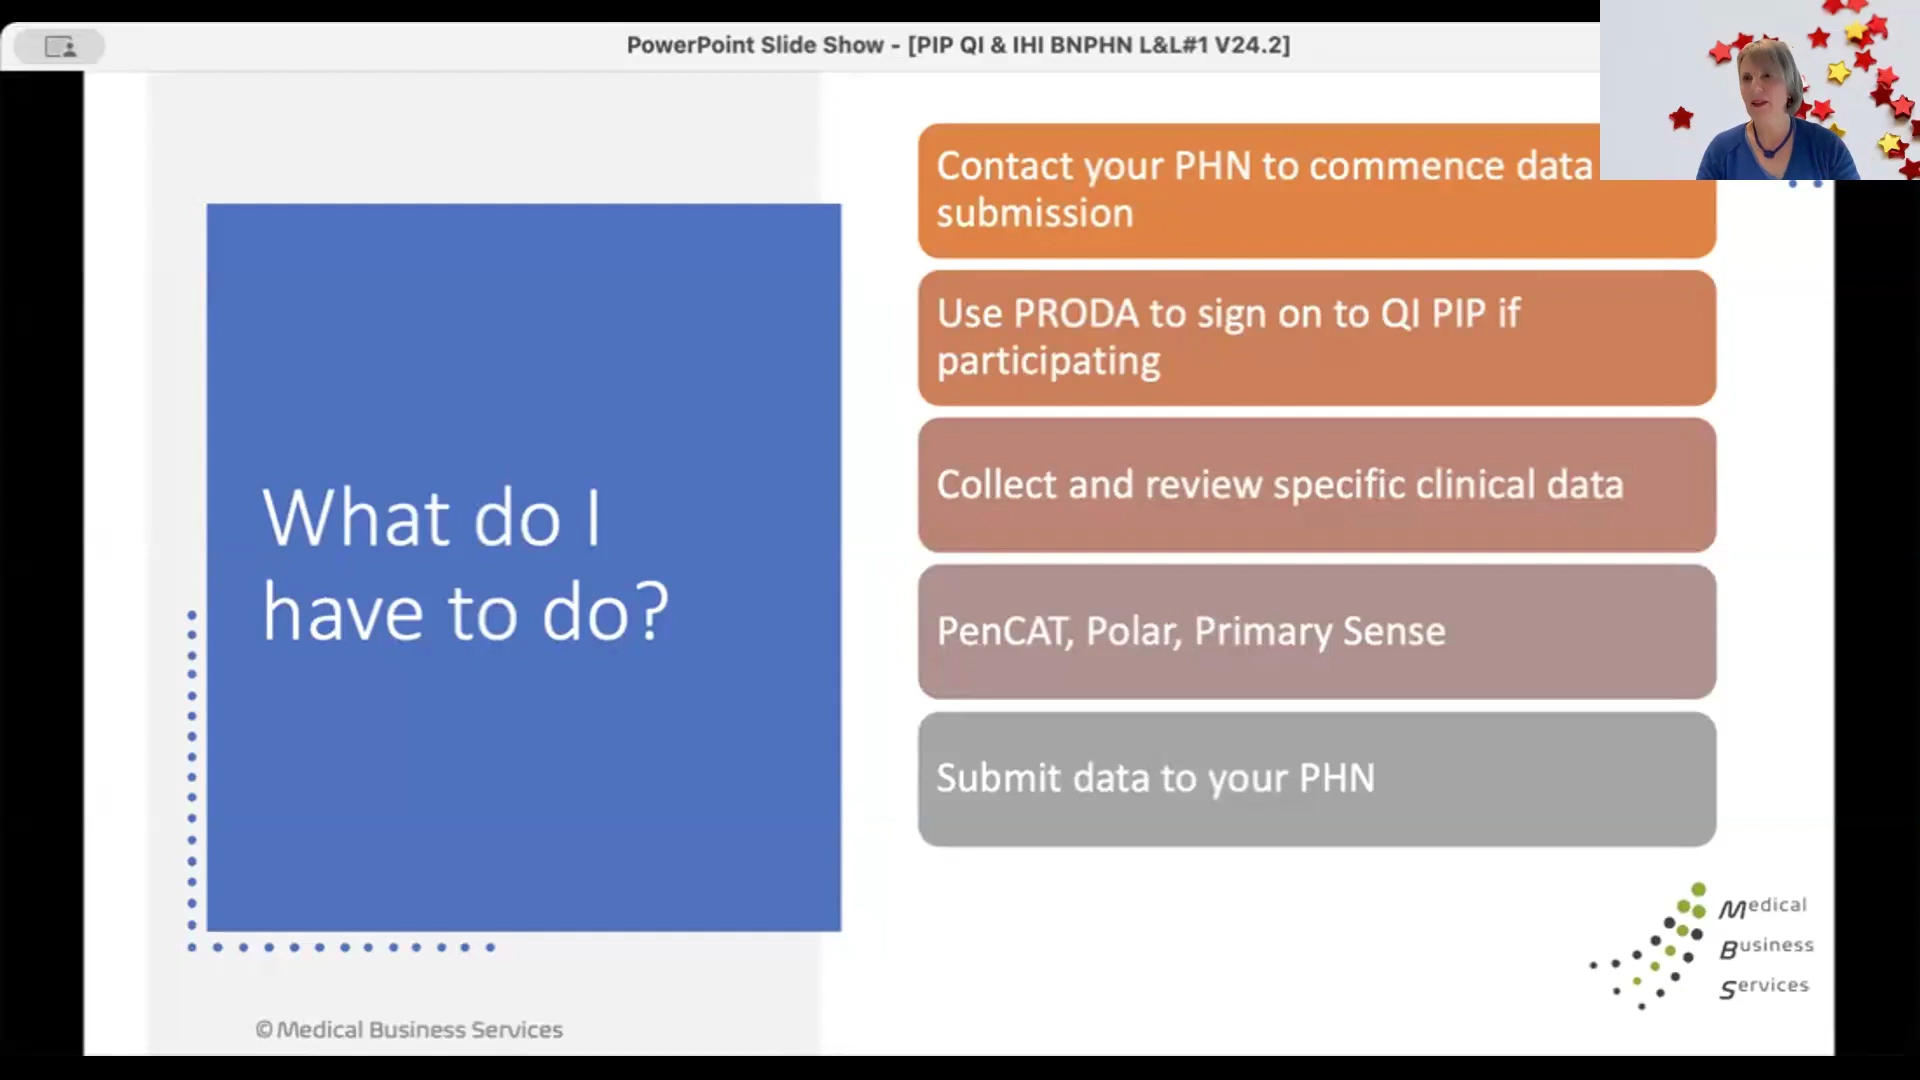 PowerPoint Slide Show - [PIP QI & IHI BNPHN L&L#1 V24.2]
What do I
have to do?
Contact your PHN to commence data
submission
Use PRODA to sign on to QI PIP if
participating
Collect and review specific clinical data
PenCAT, Polar, Primary Sense
Submit data to your PHN
Medical
Business
Services
©Medical Business Services